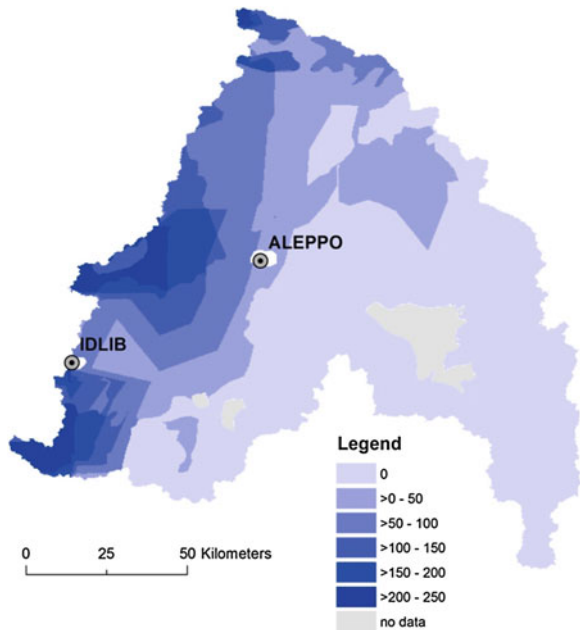 ALEPPO
IDLIB
Legend
0
>0 - 50
>50 - 100
>100 - 150
>150 - 200
>200 - 250
no data
0 25 50 Kilometers